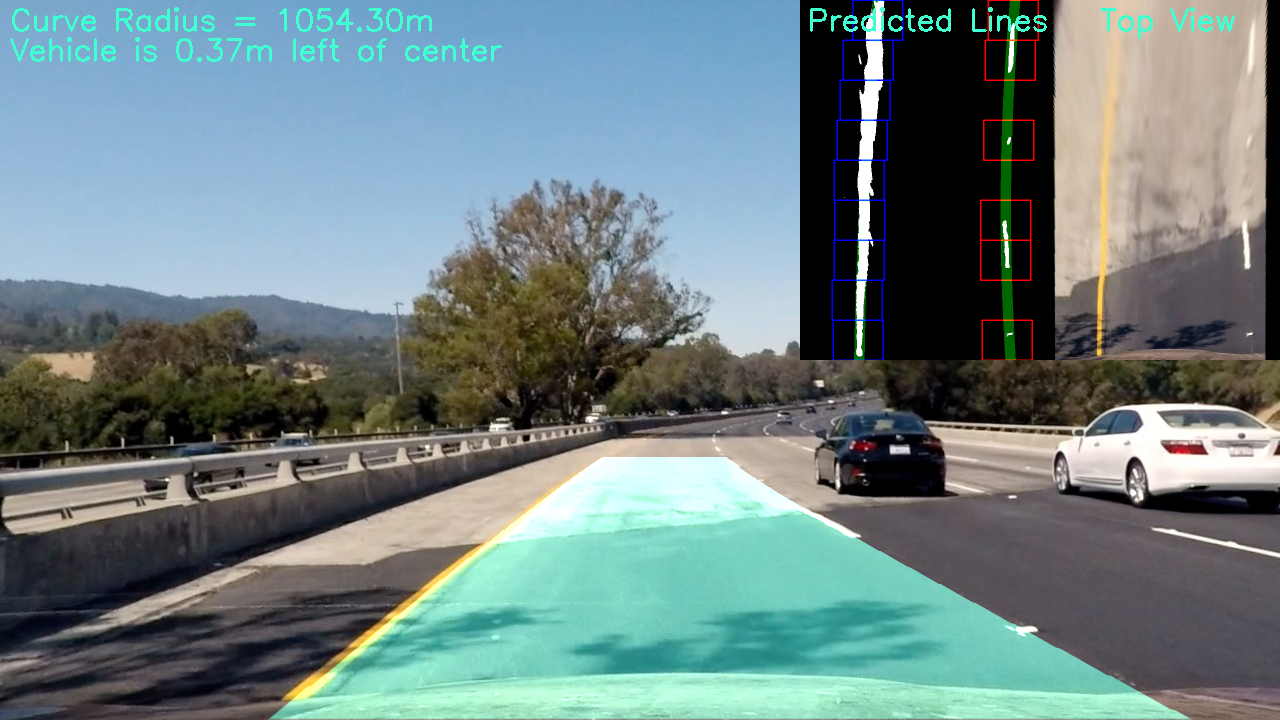 Curve Radius = 1054.30m
Vehicle is 0.37m left of center
Predicted Lines
Top View